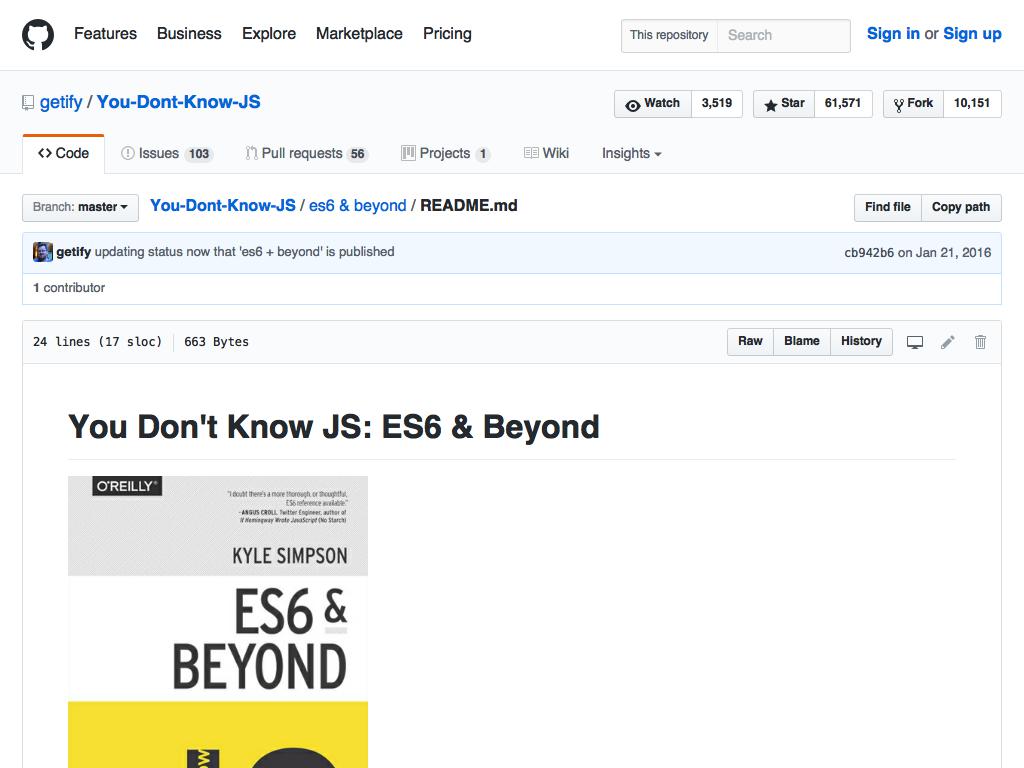 Features Business Explore Marketplace Pricing This repository Search Sign in or Sign up
getify / You-Dont-Know-JS Watch 3,519 Star 61,571 Fork 10,151
Code Issues 103 Pull requests 56 Projects 1 Wiki Insights
Branch: master You-Dont-Know-JS / es6 & beyond / README.md Find file Copy path
getify updating status now that 'es6 + beyond' is published cb942b6 on Jan 21, 2016
1 contributor
24 lines (17 sloc) 663 Bytes Raw Blame History
You Don't Know JS: ES6 & Beyond
O'REILLY®
"I doubt there's a more thorough, or thoughtful,
ES6 reference available."
-ANGUS CROLL, Twitter Engineer, author of
If Hemingway Wrote JavaScript (No Starch)
KYLE SIMPSON
ES6 &
BEYOND